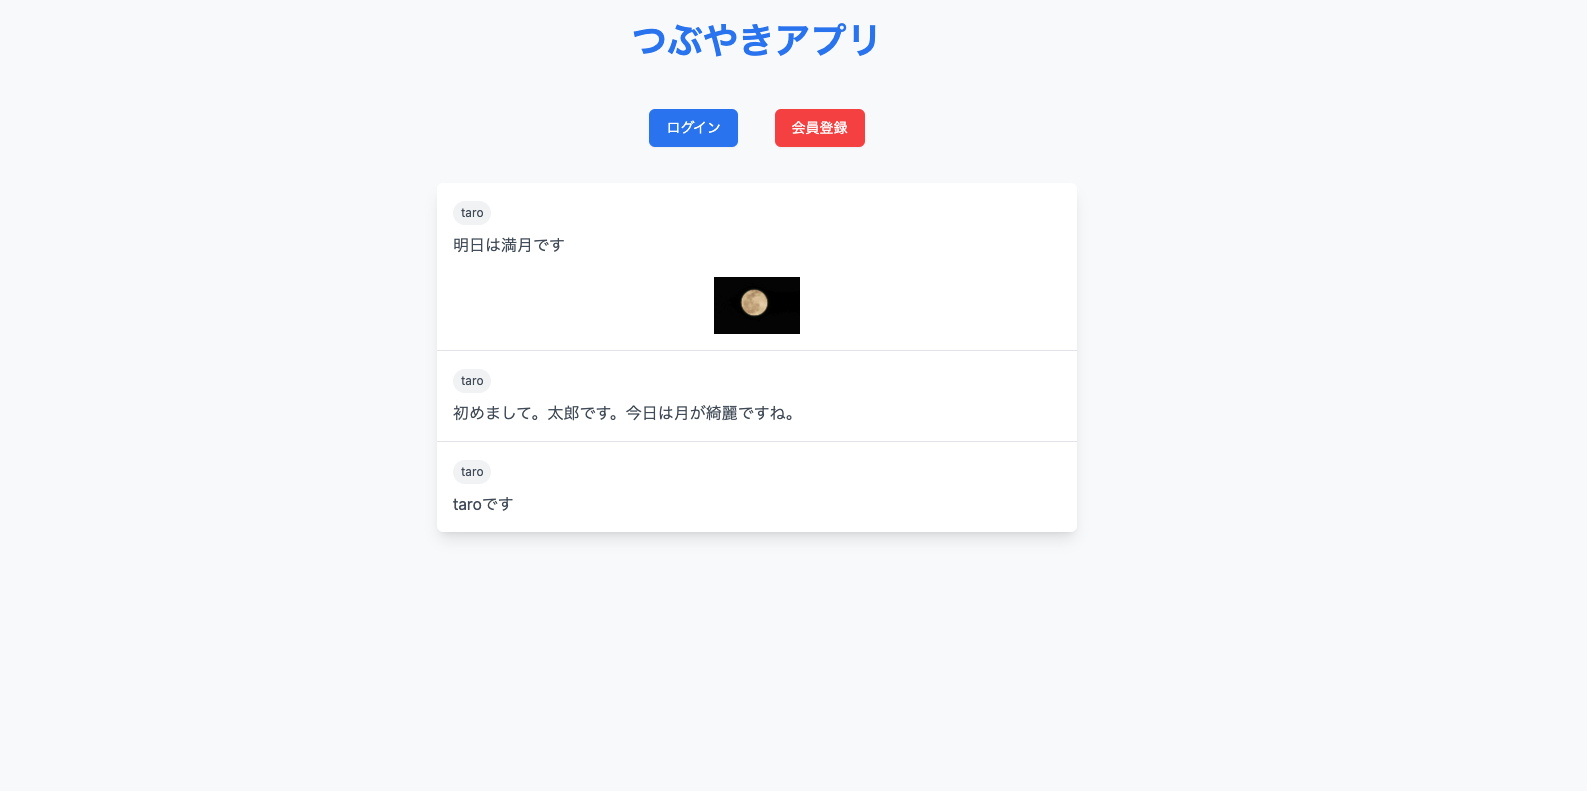 つぶやきアプリ
ログイン
会員登録
taro
明日は満月です
taro
初めまして。太郎です。今日は月が綺麗ですね。
taro
taroです